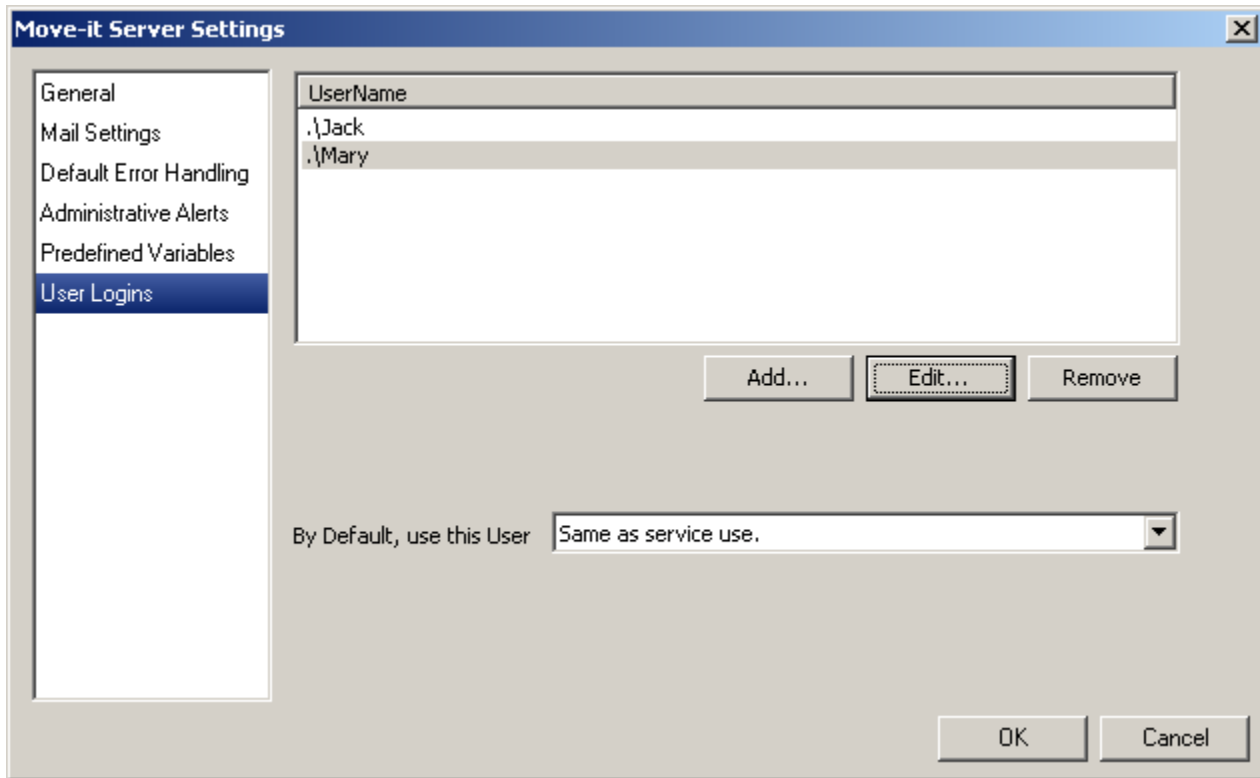 Move-it Server Settings
General
Mail Settings
Default Error Handling
Administrative Alerts
Predefined Variables
User Logins
UserName
.\Jack
.\Mary
Add...
Edit...
Remove
By Default, use this User
Same as service use.
OK
Cancel